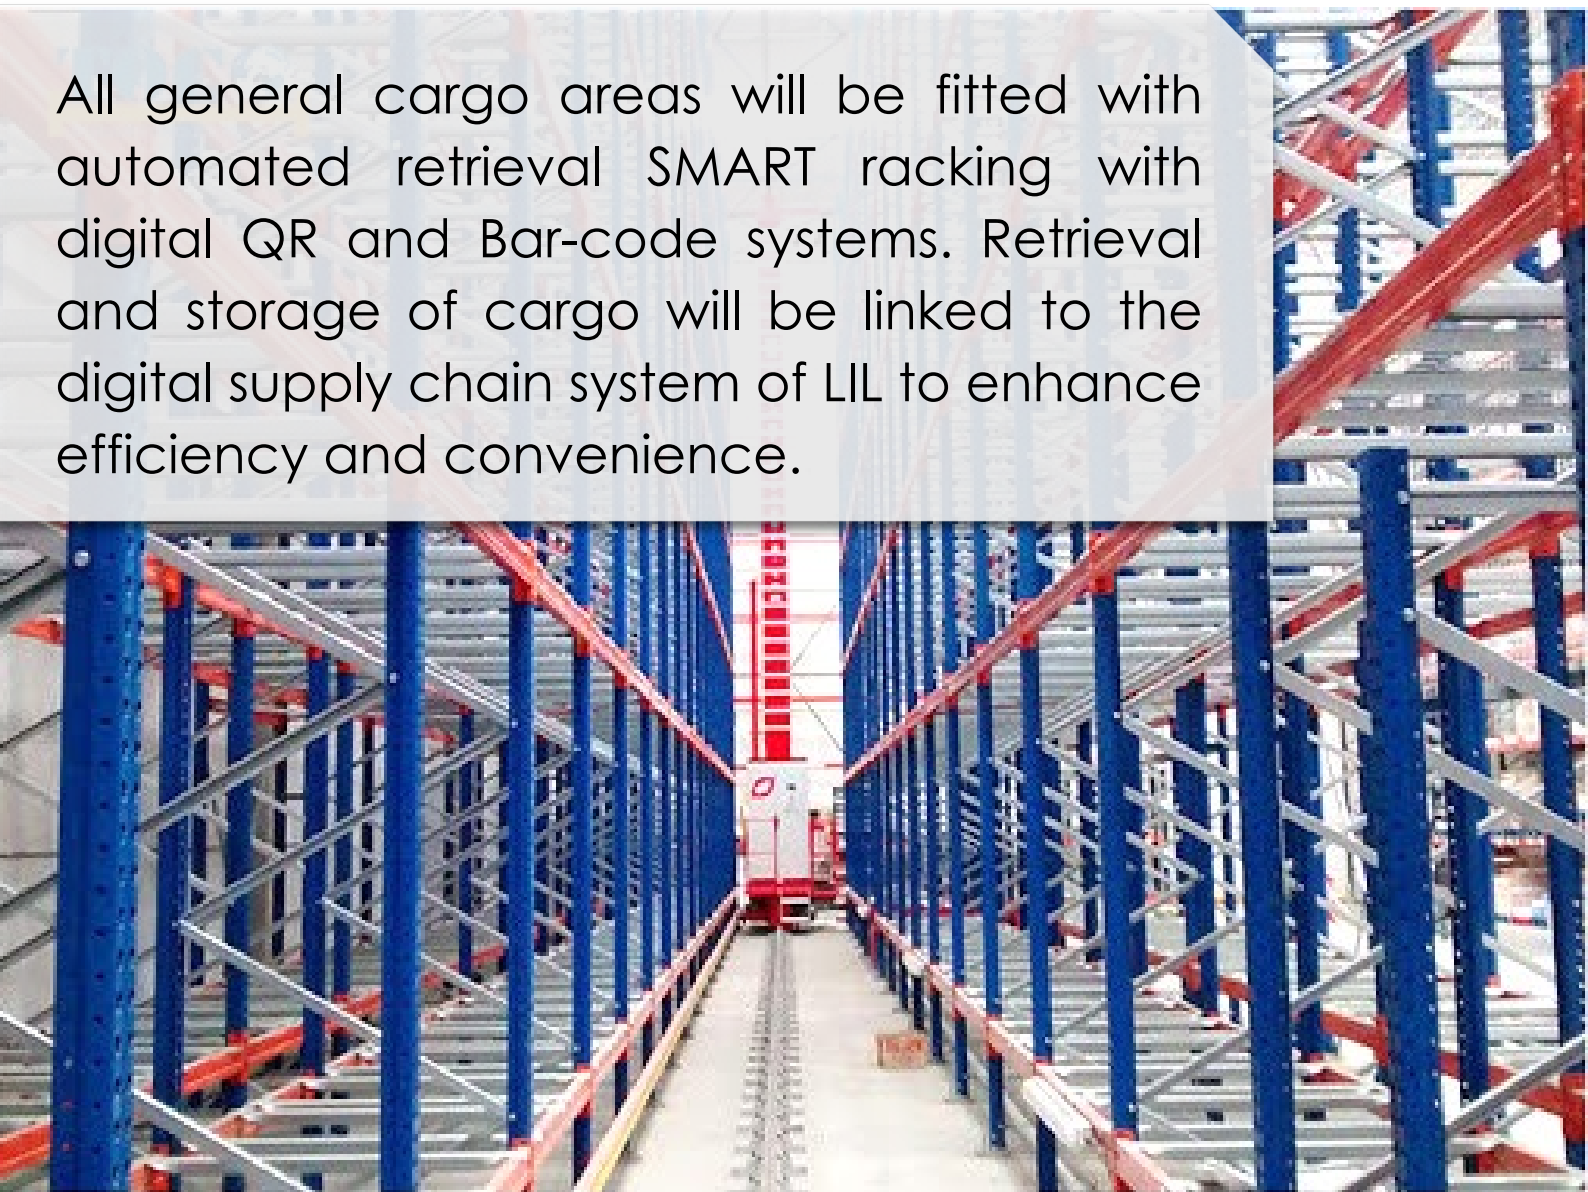 All general cargo areas will be fitted with
automated retrieval SMART racking with
digital QR and Bar-code systems. Retrieval
and storage of cargo will be linked to the
digital supply chain system of LIL to enhance
efficiency and convenience.